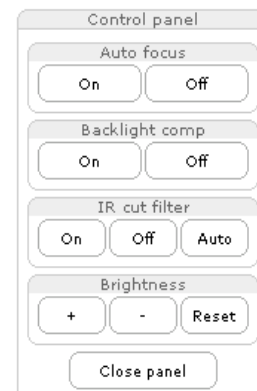 Control panel
Auto focus
On Off
Backlight comp
On Off
IR cut filter
On Off Auto
Brightness
+ - Reset
Close panel